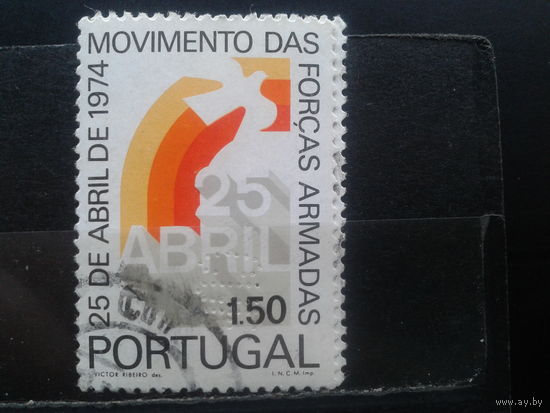 25 DE ABRIL DE 1974
MOVIMENTO DAS
FORÇAS ARMADAS
25
ABRIL
1.50
PORTUGAL
VICTOR RIBEIRO des.
I.N.C.M. Imp.
www.ay.by